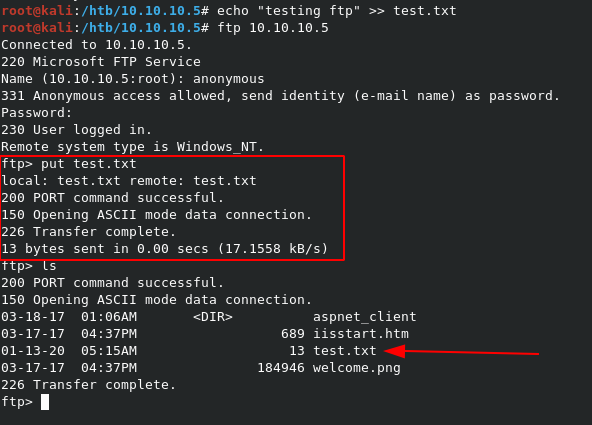 root@kali:/htb/10.10.10.5# echo "testing ftp" >> test.txt
root@kali:/htb/10.10.10.5# ftp 10.10.10.5
Connected to 10.10.10.5.
220 Microsoft FTP Service
Name (10.10.10.5:root): anonymous
331 Anonymous access allowed, send identity (e-mail name) as password.
Password:
230 User logged in.
Remote system type is Windows_NT.
ftp> put test.txt
local: test.txt remote: test.txt
200 PORT command successful.
150 Opening ASCII mode data connection.
226 Transfer complete.
13 bytes sent in 0.00 secs (17.1558 kB/s)
ftp> ls
200 PORT command successful.
150 Opening ASCII mode data connection.
03-18-17  01:06AM       <DIR>          aspnet_client
03-17-17  04:37PM                  689 iisstart.htm
01-13-20  05:15AM                   13 test.txt
03-17-17  04:37PM               184946 welcome.png
226 Transfer complete.
ftp>